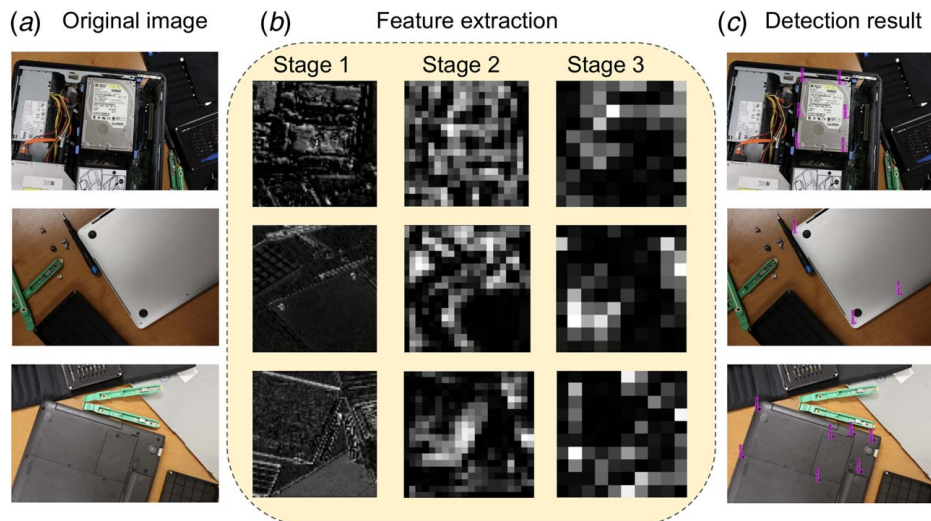 (a) Original image
(b) Feature extraction
(c) Detection result
Stage 1
Stage 2
Stage 3